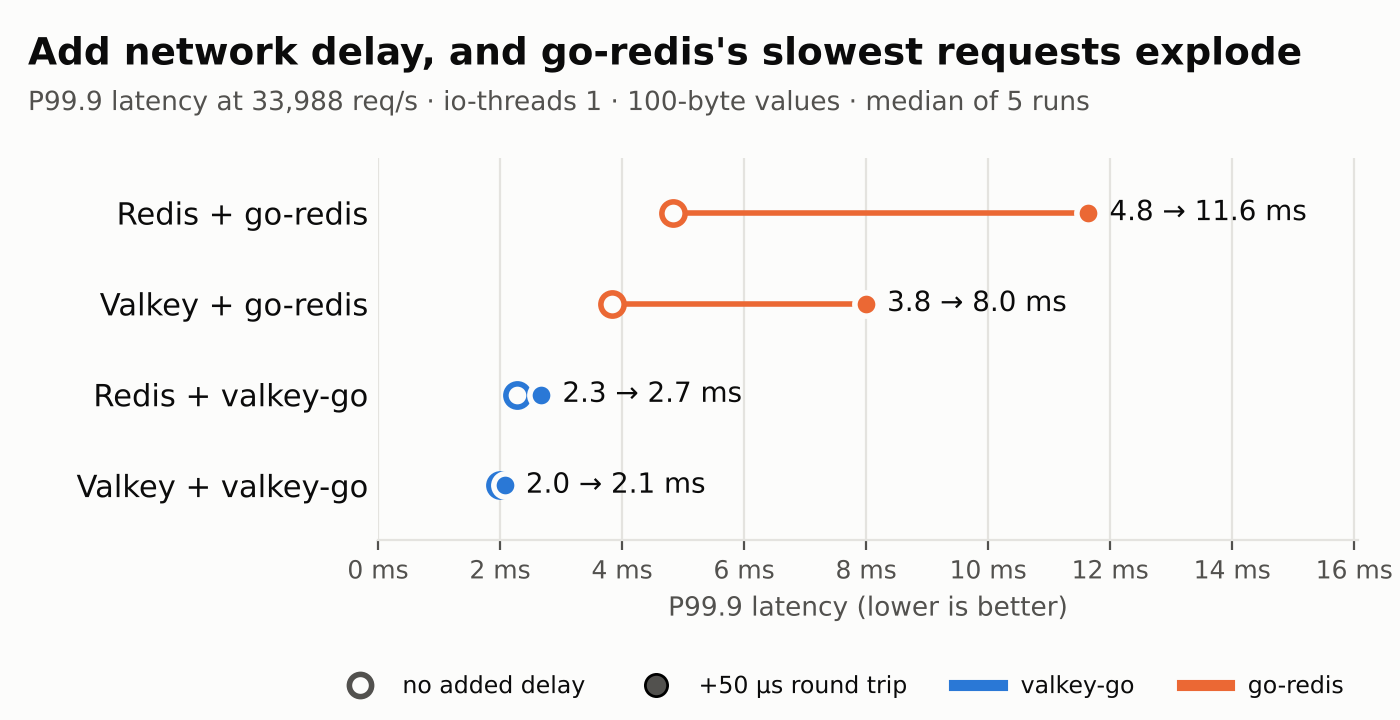 Add network delay, and go-redis's slowest requests explode
P99.9 latency at 33,988 req/s · io-threads 1 · 100-byte values · median of 5 runs
Redis + go-redis
4.8 → 11.6 ms
Valkey + go-redis
3.8 → 8.0 ms
Redis + valkey-go
2.3 → 2.7 ms
Valkey + valkey-go
2.0 → 2.1 ms
0 ms 2 ms 4 ms 6 ms 8 ms 10 ms 12 ms 14 ms 16 ms
P99.9 latency (lower is better)
no added delay +50 µs round trip valkey-go go-redis